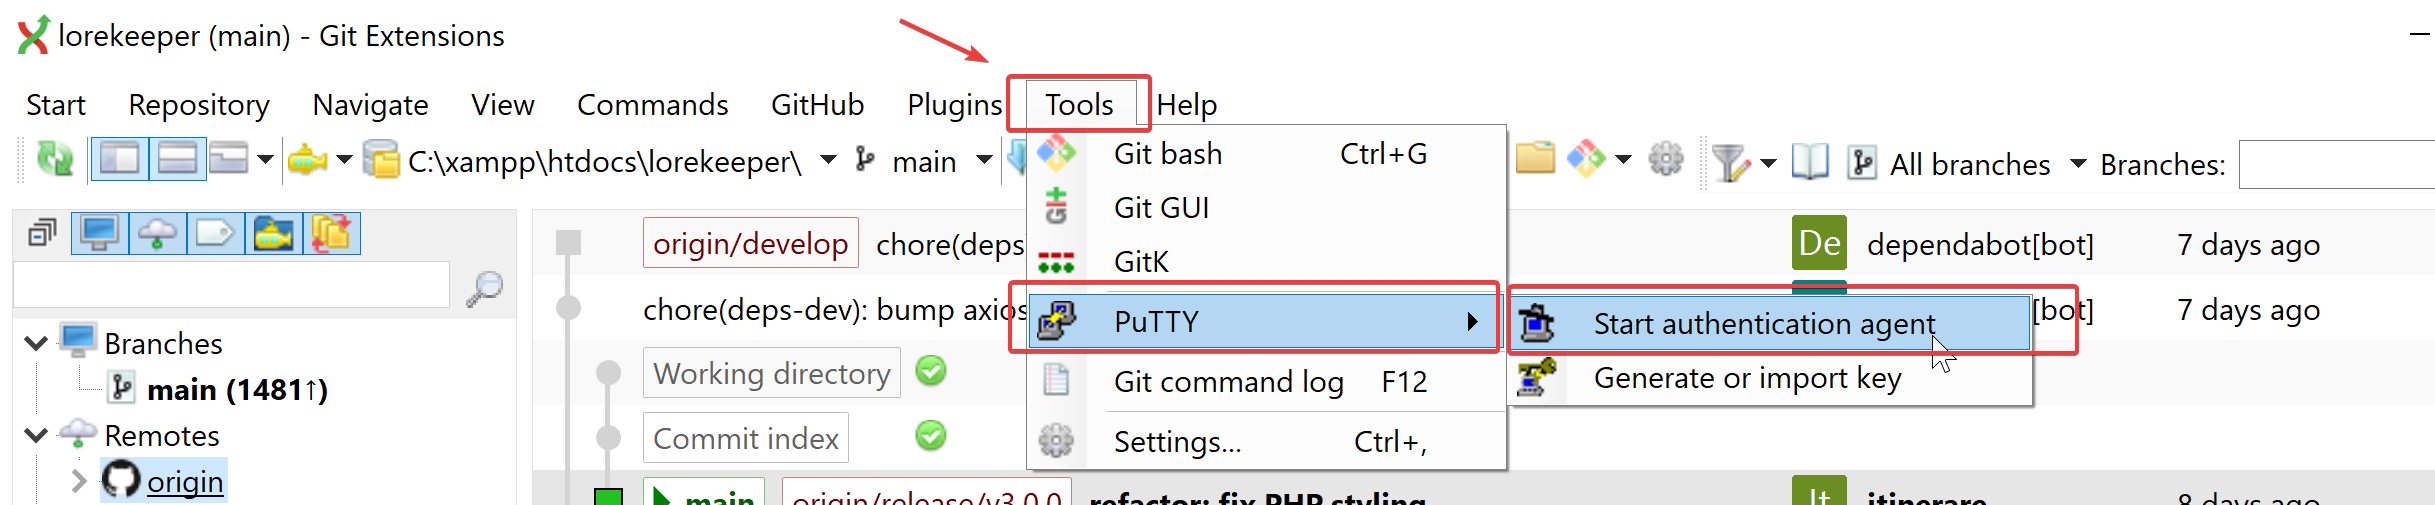 lorekeeper (main) - Git Extensions
Start Repository Navigate View Commands GitHub Plugins Tools Help
C:\xampp\htdocs\lorekeeper\ main All branches Branches:
Git bash Ctrl+G
Git GUI
GitK
PuTTY
Git command log F12
Settings... Ctrl+,
Start authentication agent
Generate or import key
Branches
main (1481↑)
Remotes
origin
origin/develop chore(deps De dependabot[bot] 7 days ago
chore(deps-dev): bump axios [bot] 7 days ago
Working directory
Commit index
main origin/release/v3.0.0 refactor: fix PHP styling It itinerare 8 days ago